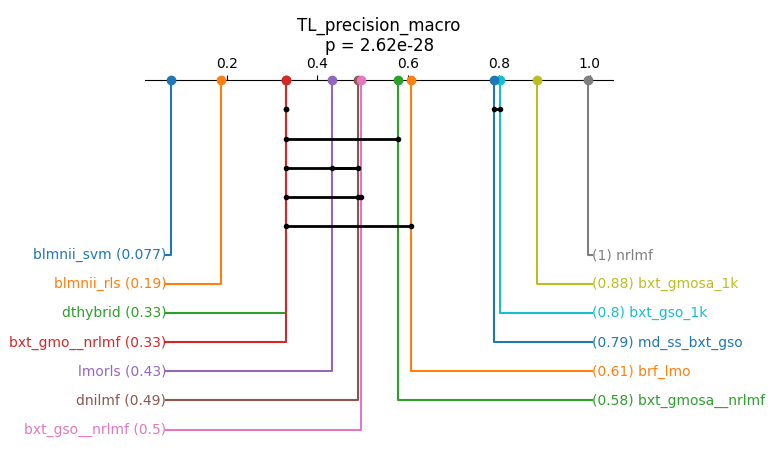 TL_precision_macro
p = 2.62e-28
0.2 0.4 0.6 0.8 1.0
blmnii_svm (0.077)
(1) nrlmf
blmnii_rls (0.19)
(0.88) bxt_gmosa_1k
dthybrid (0.33)
(0.8) bxt_gso_1k
bxt_gmo__nrlmf (0.33)
(0.79) md_ss_bxt_gso
lmorls (0.43)
(0.61) brf_lmo
dnilmf (0.49)
(0.58) bxt_gmosa__nrlmf
bxt_gso__nrlmf (0.5)